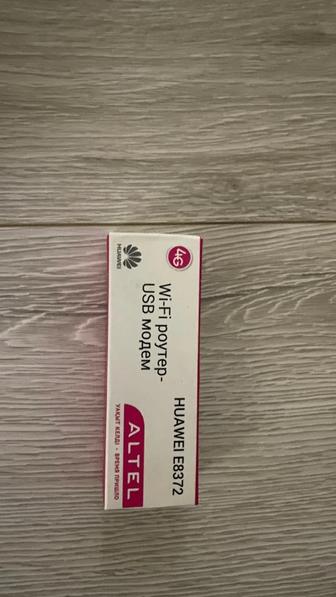 4G
HUAWEI E8372
Wi-Fi роутер-
USB модем
HUAWEI
ALTEL
УАҚЫТ КЕЛДІ • ВРЕМЯ ПРИШЛО